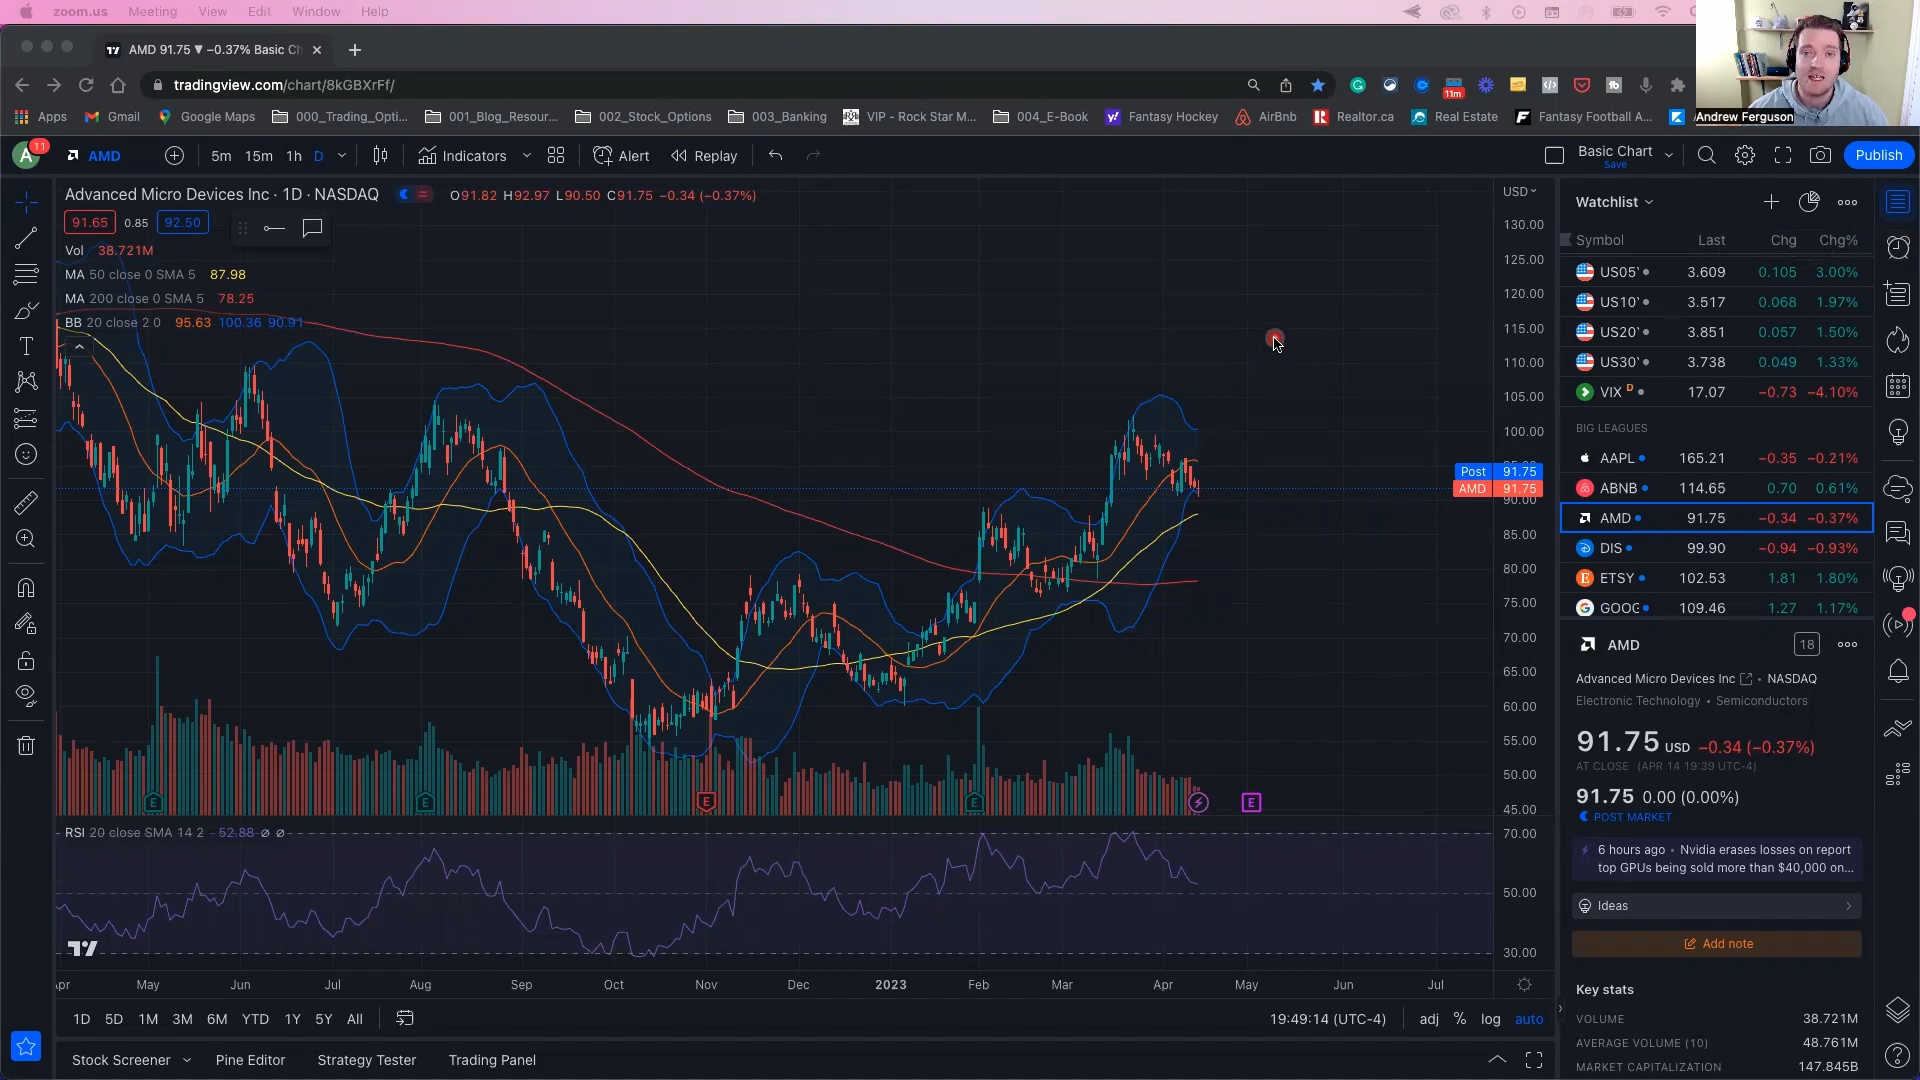 zoom.us Meeting View Edit Window Help
AMD 91.75 ▼ −0.37% Basic Ch
tradingview.com/chart/8kGBXrFf/
11m
Apps Gmail Google Maps 000_Trading_Opti... 001_Blog_Resour... 002_Stock_Options 003_Banking VIP - Rock Star M... 004_E-Book Fantasy Hockey AirBnb Realtor.ca Real Estate Fantasy Football A...
Andrew Ferguson
A 11 AMD 5m 15m 1h D Indicators Alert Replay Basic Chart Save Publish
Advanced Micro Devices Inc · 1D · NASDAQ O91.82 H92.97 L90.50 C91.75 −0.34 (−0.37%)
91.65 0.85 92.50
Vol 38.721M
MA 50 close 0 SMA 5 87.98
MA 200 close 0 SMA 5 78.25
BB 20 close 2 0 95.63 100.36 90.91
USD
130.00
125.00
120.00
115.00
110.00
105.00
100.00
Post 91.75
AMD 91.75
90.00
85.00
80.00
75.00
70.00
65.00
60.00
55.00
50.00
45.00
E E E E E
RSI 20 close SMA 14 2 52.88 ∅ ∅
70.00
50.00
30.00
Apr May Jun Jul Aug Sep Oct Nov Dec 2023 Feb Mar Apr May Jun Jul
1D 5D 1M 3M 6M YTD 1Y 5Y All
19:49:14 (UTC-4) adj % log auto
Stock Screener Pine Editor Strategy Tester Trading Panel
Watchlist
Symbol Last Chg Chg%
US05Y 3.609 0.105 3.00%
US10Y 3.517 0.068 1.97%
US20Y 3.851 0.057 1.50%
US30Y 3.738 0.049 1.33%
VIX D 17.07 −0.73 −4.10%
BIG LEAGUES
AAPL 165.21 −0.35 −0.21%
ABNB 114.65 0.70 0.61%
AMD 91.75 −0.34 −0.37%
DIS 99.90 −0.94 −0.93%
ETSY 102.53 1.81 1.80%
GOOG 109.46 1.27 1.17%
AMD 18
Advanced Micro Devices Inc • NASDAQ
Electronic Technology • Semiconductors
91.75 USD −0.34 (−0.37%)
AT CLOSE (APR 14 19:39 UTC-4)
91.75 0.00 (0.00%)
POST MARKET
6 hours ago • Nvidia erases losses on report
top GPUs being sold more than $40,000 on...
Ideas
Add note
Key stats
VOLUME 38.721M
AVERAGE VOLUME (10) 48.761M
MARKET CAPITALIZATION 147.845B